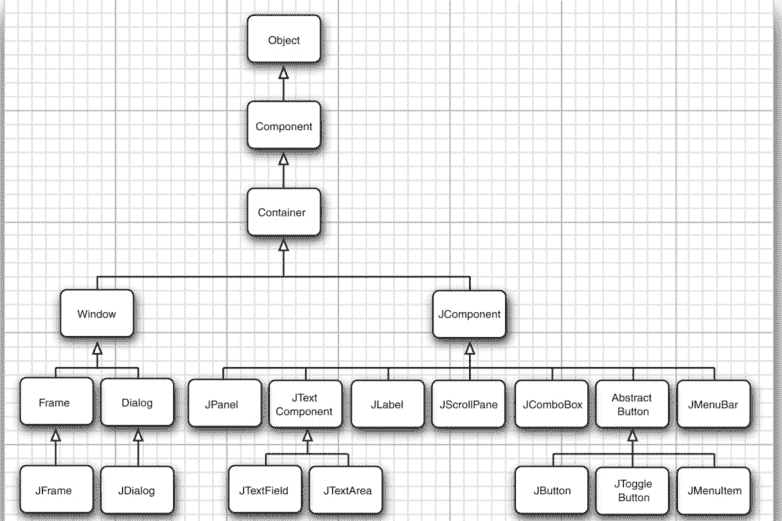 Object
Component
Container
Window
JComponent
Frame
Dialog
JPanel
JText
Component
JLabel
JScrollPane
JComboBox
Abstract
Button
JMenuBar
JFrame
JDialog
JTextField
JTextArea
JButton
JToggle
Button
JMenuItem